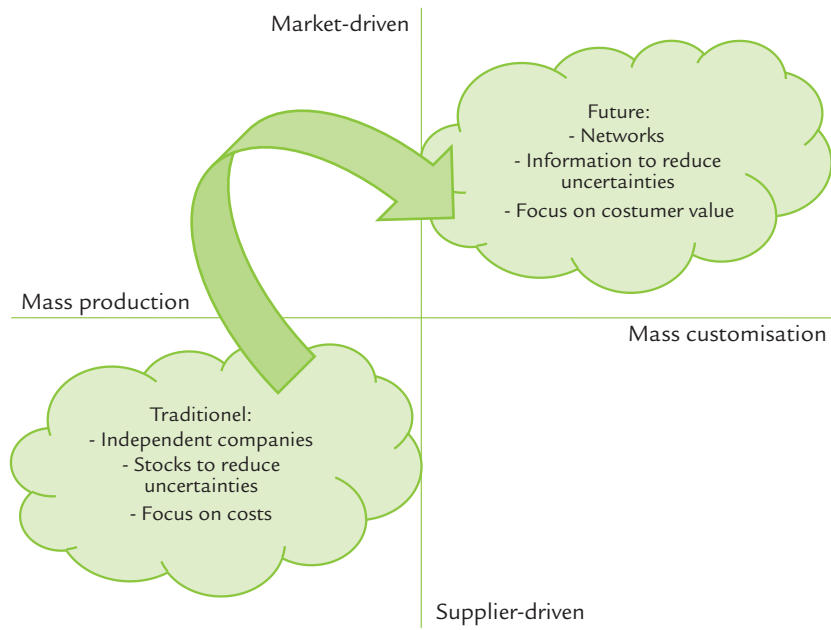 Market-driven
Future:
- Networks
- Information to reduce
uncertainties
- Focus on costumer value
Mass production
Mass customisation
Traditionel:
- Independent companies
- Stocks to reduce
uncertainties
- Focus on costs
Supplier-driven